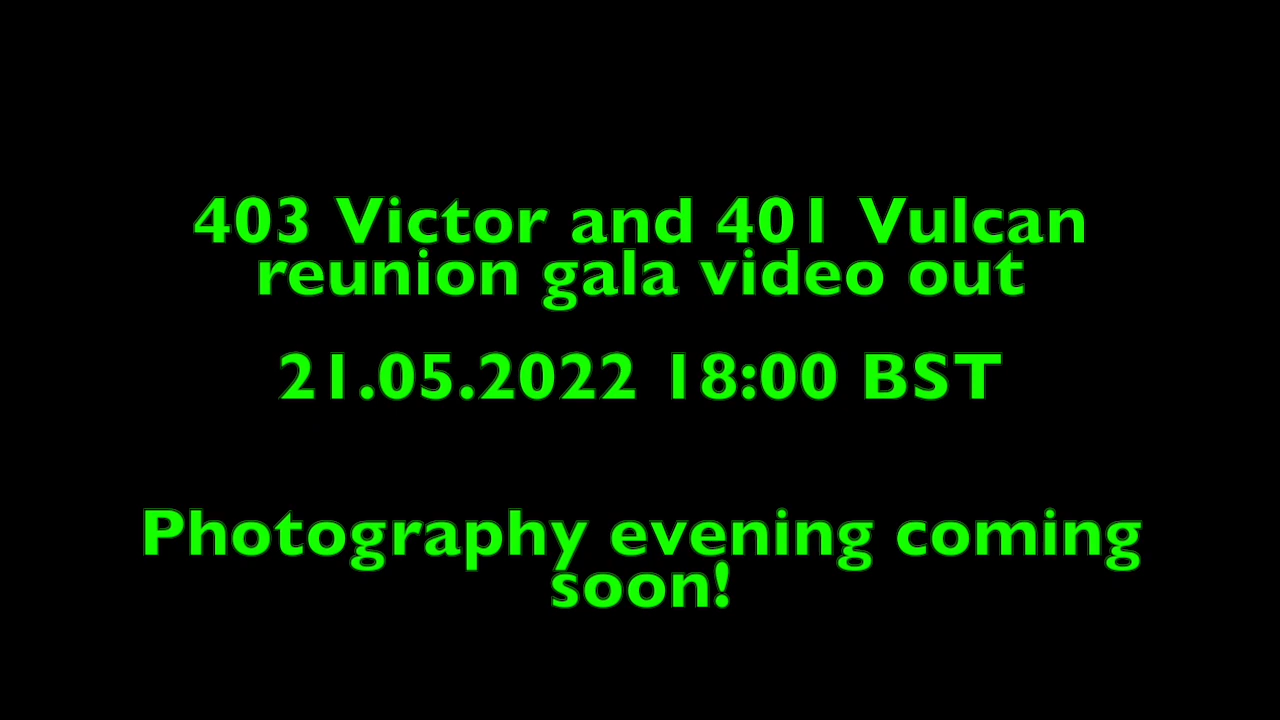 403 Victor and 401 Vulcan
reunion gala video out
21.05.2022 18:00 BST
Photography evening coming
soon!